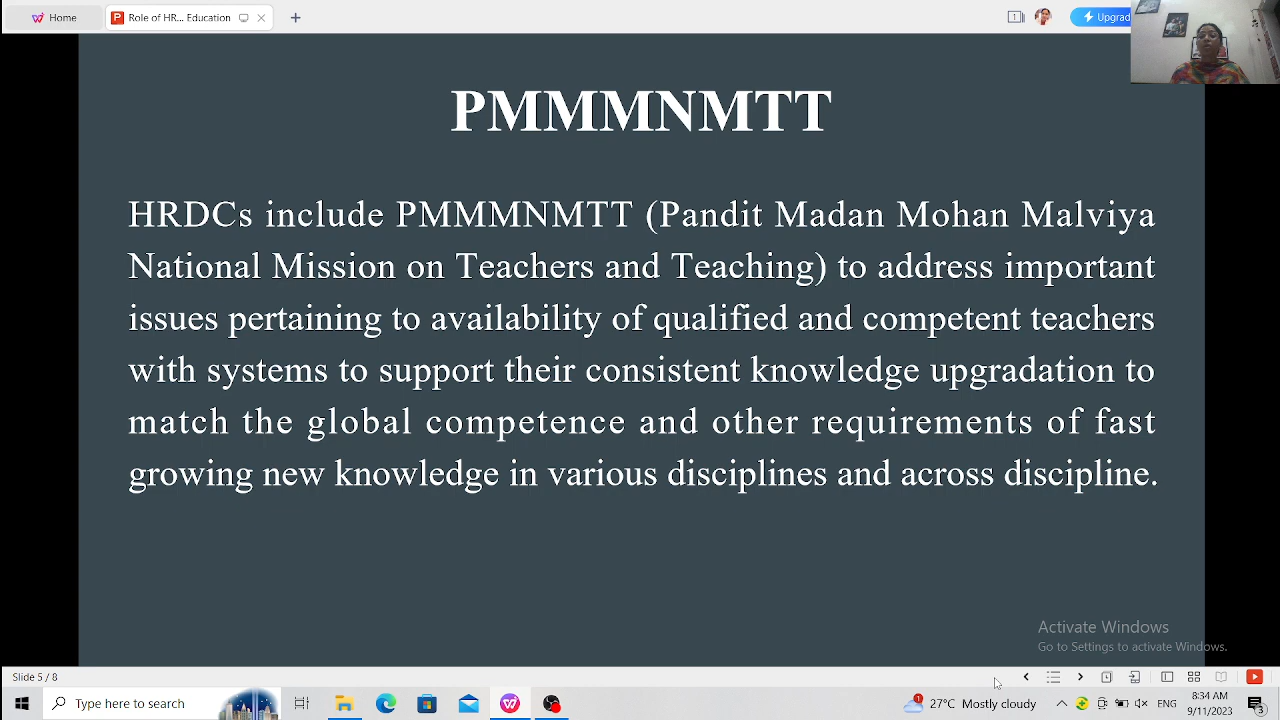 Home
Role of HR... Education
1
Upgrad
PMMMNMTT
HRDCs include PMMMNMTT (Pandit Madan Mohan Malviya
National Mission on Teachers and Teaching) to address important
issues pertaining to availability of qualified and competent teachers
with systems to support their consistent knowledge upgradation to
match the global competence and other requirements of fast
growing new knowledge in various disciplines and across discipline.
Activate Windows
Go to Settings to activate Windows.
Slide 5 / 8
Type here to search
1
27°C Mostly cloudy
ENG
8:34 AM
9/11/2023
3